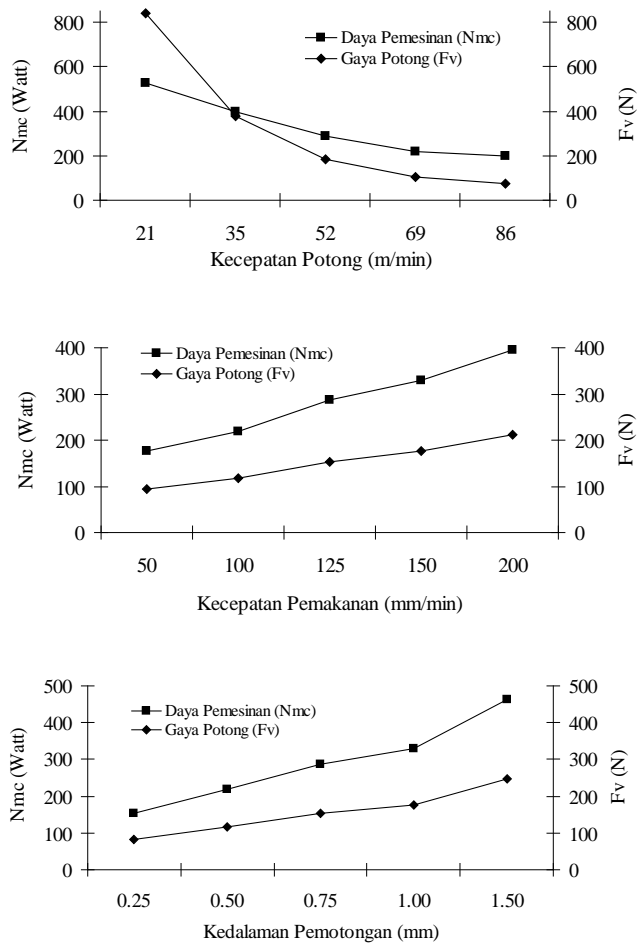 800
600
400
200
0
Nmc (Watt)
Daya Pemesinan (Nmc)
Gaya Potong (Fv)
800
600
400
200
0
Fv (N)
21 35 52 69 86
Kecepatan Potong (m/min)
400
300
200
100
0
Nmc (Watt)
Daya Pemesinan (Nmc)
Gaya Potong (Fv)
400
300
200
100
0
Fv (N)
50 100 125 150 200
Kecepatan Pemakanan (mm/min)
500
400
300
200
100
0
Nmc (Watt)
Daya Pemesinan (Nmc)
Gaya Potong (Fv)
500
400
300
200
100
0
Fv (N)
0.25 0.50 0.75 1.00 1.50
Kedalaman Pemotongan (mm)